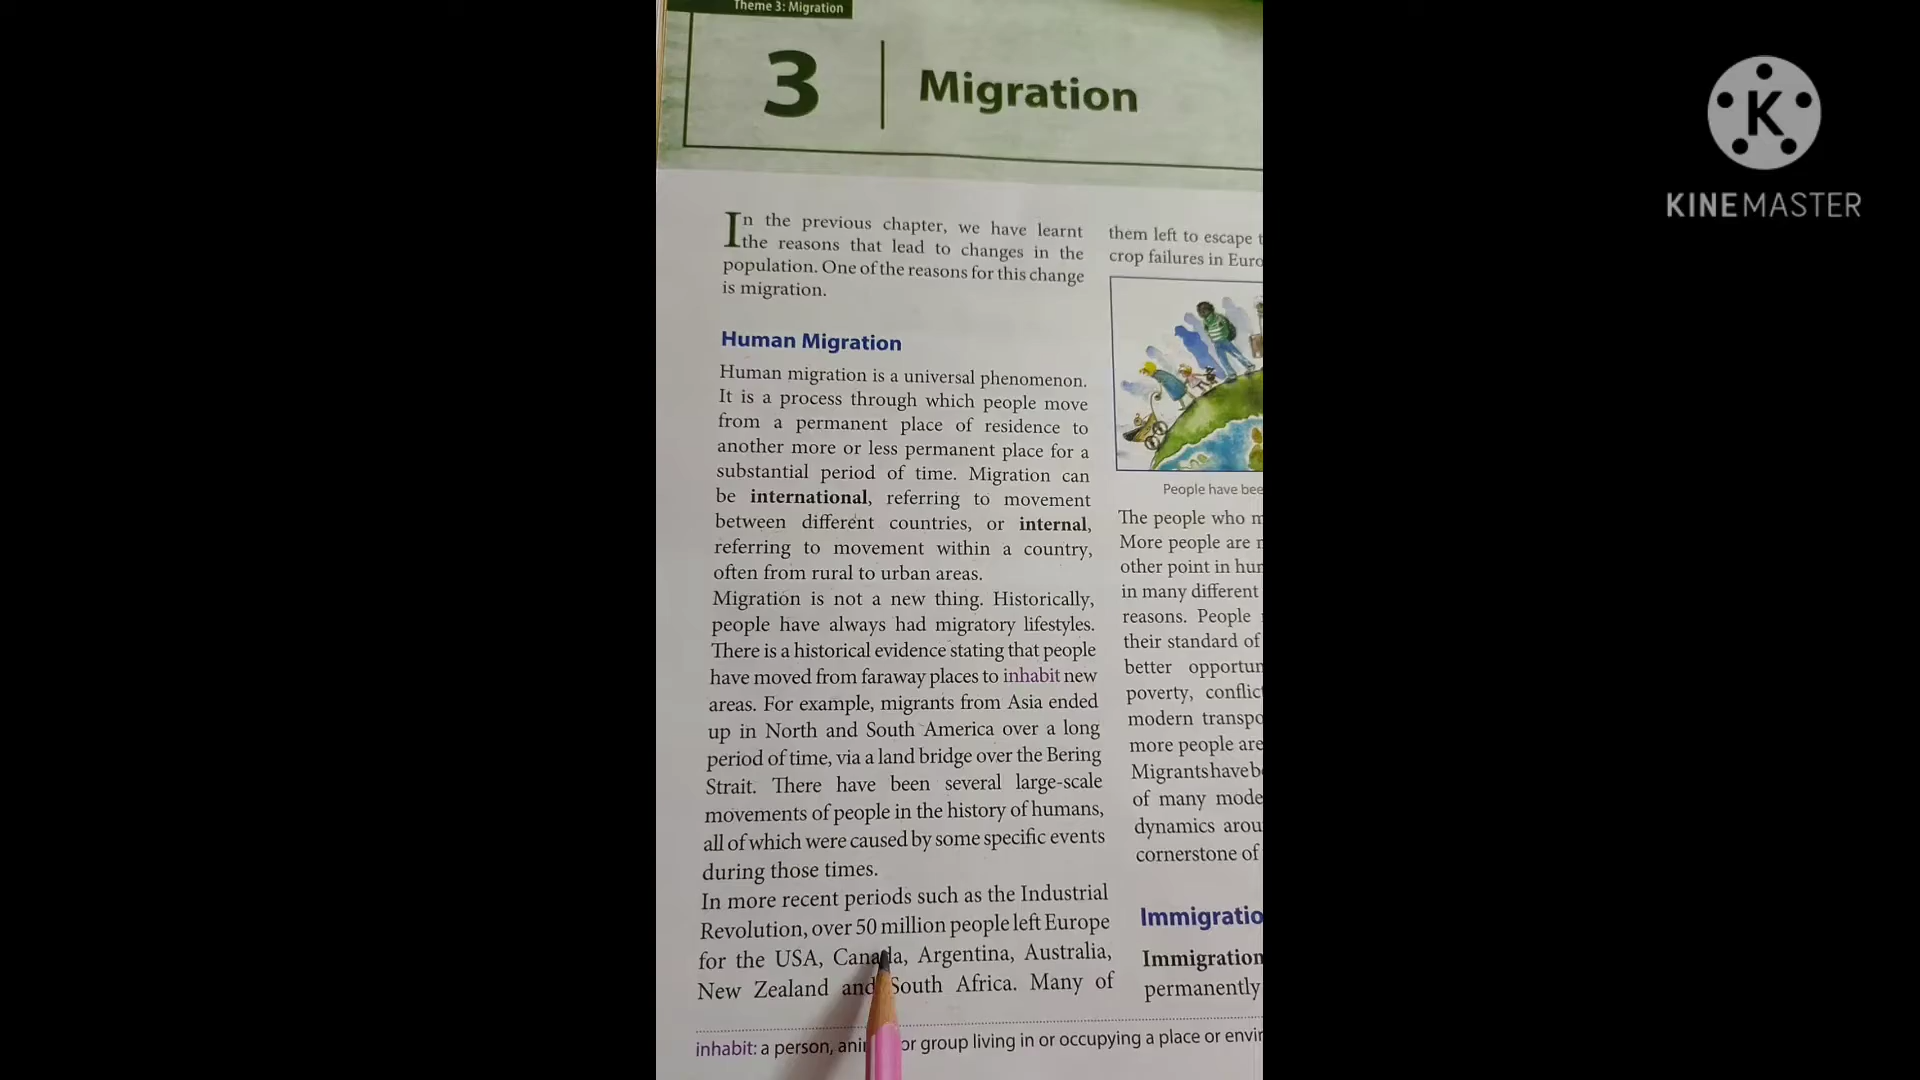 Theme 3: Migration
3
Migration
In the previous chapter, we have learnt
the reasons that lead to changes in the
population. One of the reasons for this change
is migration.
Human Migration
Human migration is a universal phenomenon.
It is a process through which people move
from a permanent place of residence to
another more or less permanent place for a
substantial period of time. Migration can
be international, referring to movement
between different countries, or internal,
referring to movement within a country,
often from rural to urban areas.
Migration is not a new thing. Historically,
people have always had migratory lifestyles.
There is a historical evidence stating that people
have moved from faraway places to inhabit new
areas. For example, migrants from Asia ended
up in North and South America over a long
period of time, via a land bridge over the Bering
Strait. There have been several large-scale
movements of people in the history of humans,
all of which were caused by some specific events
during those times.
In more recent periods such as the Industrial
Revolution, over 50 million people left Europe
for the USA, Canada, Argentina, Australia,
New Zealand and South Africa. Many of
inhabit: a person, or group living in or occupying a place or
them left to escape
crop failures in
People have
The people who
More people are
other point in
in many different
reasons. People
their standard of
better
poverty,
modern
more people are
Migrants have
of many
dynamics
cornerstone of
Immigration
permanently
K
KINEMASTER